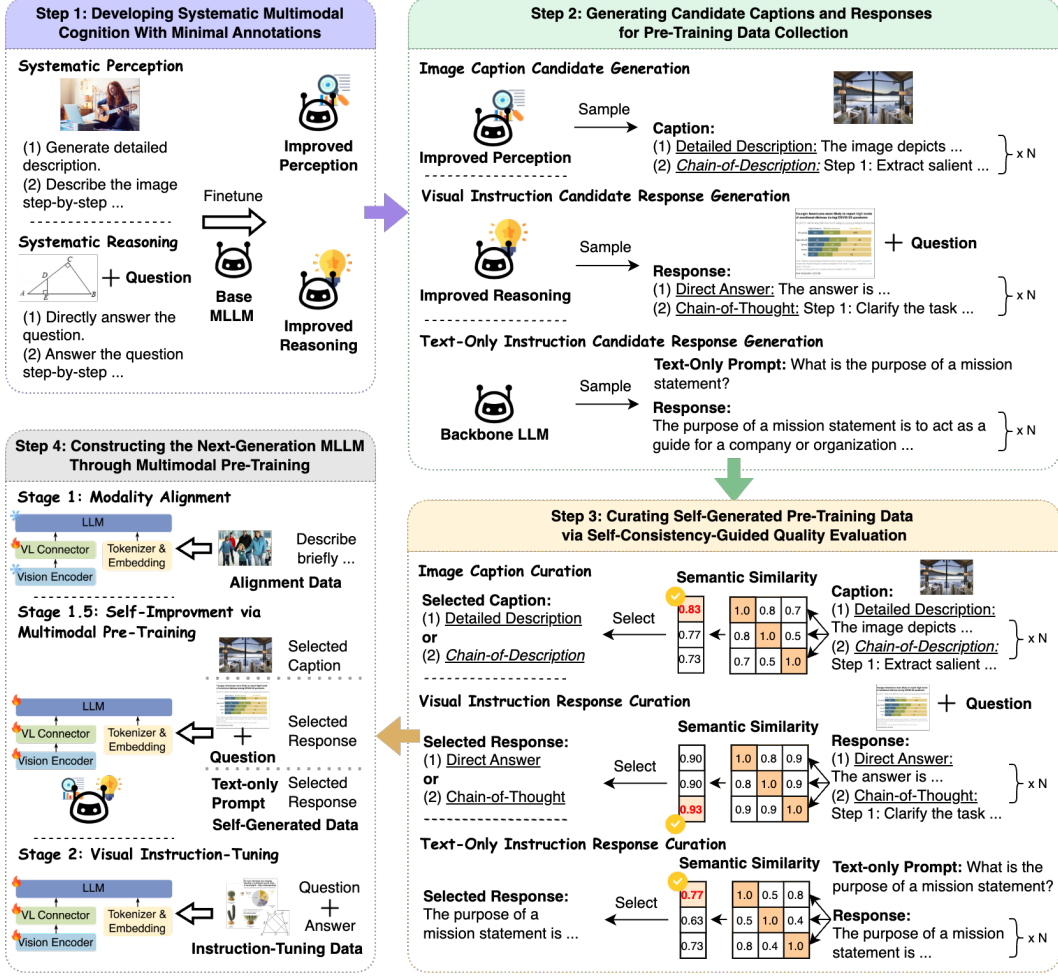 Step 1: Developing Systematic Multimodal
Cognition With Minimal Annotations
Systematic Perception
(1) Generate detailed
description.
(2) Describe the image
step-by-step ...
Systematic Reasoning
A
B
C
D
E
+ Question
(1) Directly answer the
question.
(2) Answer the question
step-by-step ...
Finetune
Base
MLLM
Improved
Perception
Improved
Reasoning
Step 2: Generating Candidate Captions and Responses
for Pre-Training Data Collection
Image Caption Candidate Generation
Improved Perception
Sample
Caption:
(1) Detailed Description: The image depicts ...
(2) Chain-of-Description: Step 1: Extract salient ...
x N
Visual Instruction Candidate Response Generation
Improved Reasoning
Sample
+ Question
Response:
(1) Direct Answer: The answer is ...
(2) Chain-of-Thought: Step 1: Clarify the task ...
x N
Text-Only Instruction Candidate Response Generation
Backbone LLM
Sample
Text-Only Prompt: What is the purpose of a mission
statement?
Response:
The purpose of a mission statement is to act as a
guide for a company or organization ...
x N
Step 3: Curating Self-Generated Pre-Training Data
via Self-Consistency-Guided Quality Evaluation
Image Caption Curation
Selected Caption:
(1) Detailed Description
or
(2) Chain-of-Description
Select
Semantic Similarity
0.83 1.0 0.8 0.7
0.77 0.8 1.0 0.5
0.73 0.7 0.5 1.0
Caption:
(1) Detailed Description:
The image depicts ...
(2) Chain-of-Description:
Step 1: Extract salient ...
x N
Visual Instruction Response Curation
Selected Response:
(1) Direct Answer
or
(2) Chain-of-Thought
Select
Semantic Similarity
0.90 1.0 0.8 0.9
0.90 0.8 1.0 0.9
0.93 0.9 0.9 1.0
+ Question
Response:
(1) Direct Answer:
The answer is ...
(2) Chain-of-Thought:
Step 1: Clarify the task ...
x N
Text-Only Instruction Response Curation
Selected Response:
The purpose of a
mission statement is ...
Select
Semantic Similarity
0.77 1.0 0.5 0.8
0.63 0.5 1.0 0.4
0.73 0.8 0.4 1.0
Text-only Prompt: What is the
purpose of a mission statement?
Response:
The purpose of a mission
statement is ...
x N
Step 4: Constructing the Next-Generation MLLM
Through Multimodal Pre-Training
Stage 1: Modality Alignment
LLM
VL Connector
Tokenizer &
Embedding
Vision Encoder
Describe
briefly ...
Alignment Data
Stage 1.5: Self-Improvment via
Multimodal Pre-Training
Selected
Caption
LLM
VL Connector
Tokenizer &
Embedding
Vision Encoder
+
Question
Selected
Response
Text-only
Prompt
Selected
Response
Self-Generated Data
Stage 2: Visual Instruction-Tuning
LLM
VL Connector
Tokenizer &
Embedding
Vision Encoder
Question
+
Answer
Instruction-Tuning Data